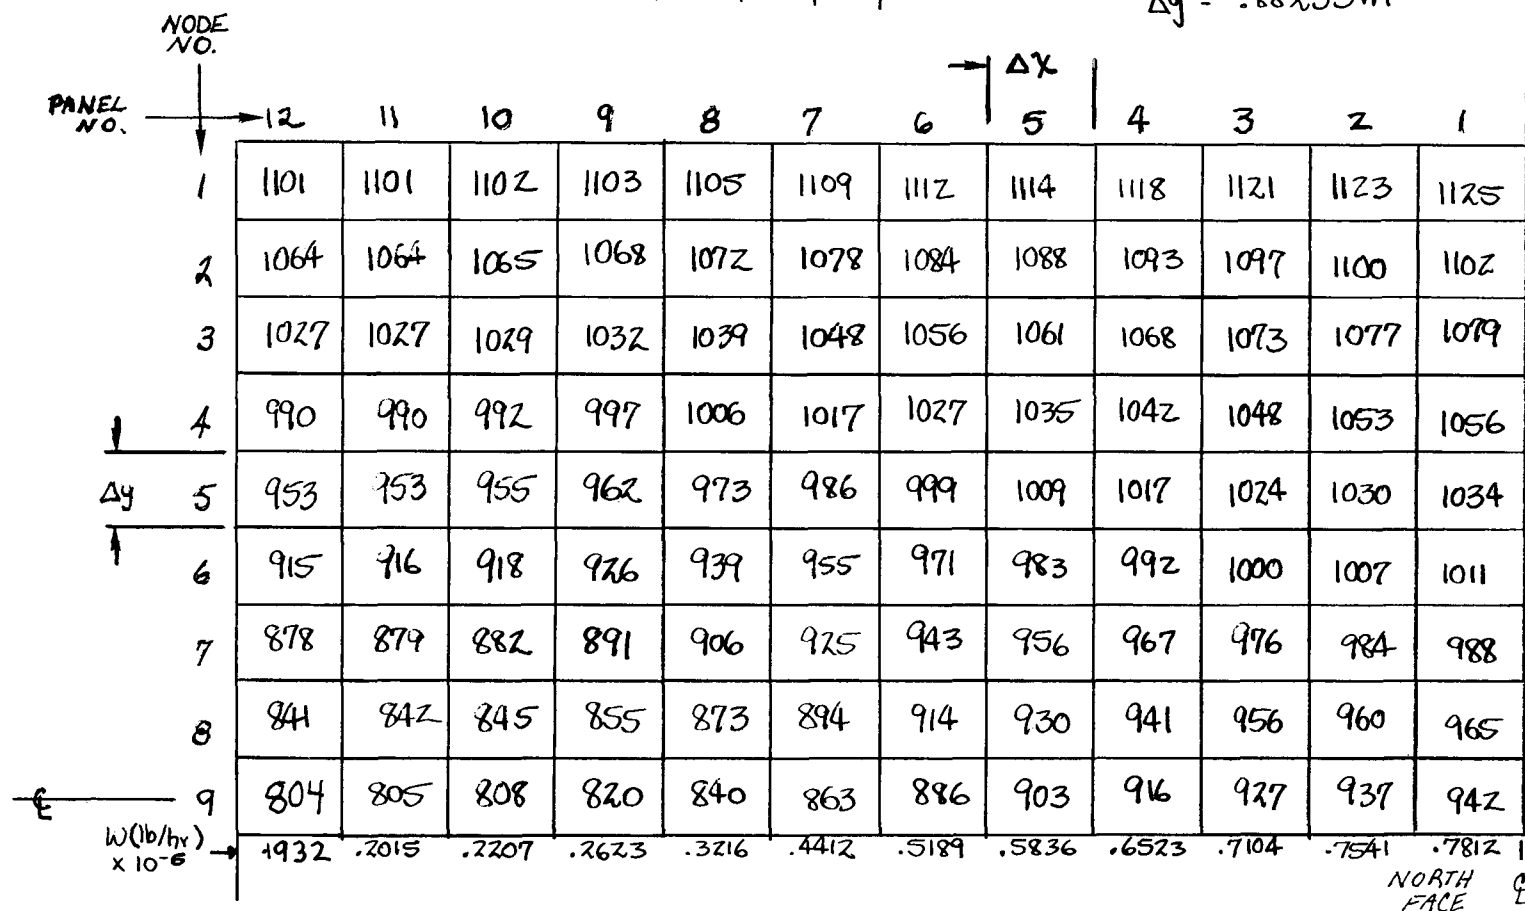 Δy = .88255m
NODE
NO.
Δx
PANEL
NO.
12 11 10 9 8 7 6 5 4 3 2 1
1 1101 1101 1102 1103 1105 1109 1112 1114 1118 1121 1123 1125
2 1064 1064 1065 1068 1072 1078 1084 1088 1093 1097 1100 1102
3 1027 1027 1029 1032 1039 1048 1056 1061 1068 1073 1077 1079
4 990 990 992 997 1006 1017 1027 1035 1042 1048 1053 1056
Δy 5 953 953 955 962 973 986 999 1009 1017 1024 1030 1034
6 915 916 918 926 939 955 971 983 992 1000 1007 1011
7 878 879 882 891 906 925 943 956 967 976 984 988
8 841 842 845 855 873 894 914 930 941 956 960 965
℄ 9 804 805 808 820 840 863 886 903 916 927 937 942
W(lb/hr)
x 10-6
.1932 .2015 .2207 .2623 .3216 .4412 .5189 .5836 .6523 .7104 .7541 .7812
NORTH
FACE
℄